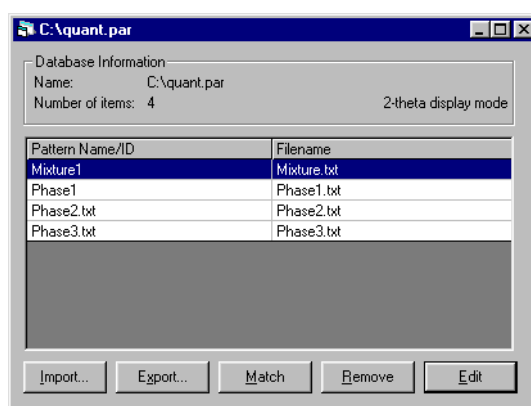 C:\quant.par
Database Information
Name: C:\quant.par
Number of items: 4 2-theta display mode
Pattern Name/ID Filename
Mixture1 Mixture.txt
Phase1 Phase1.txt
Phase2.txt Phase2.txt
Phase3.txt Phase3.txt
Import... Export... Match Remove Edit